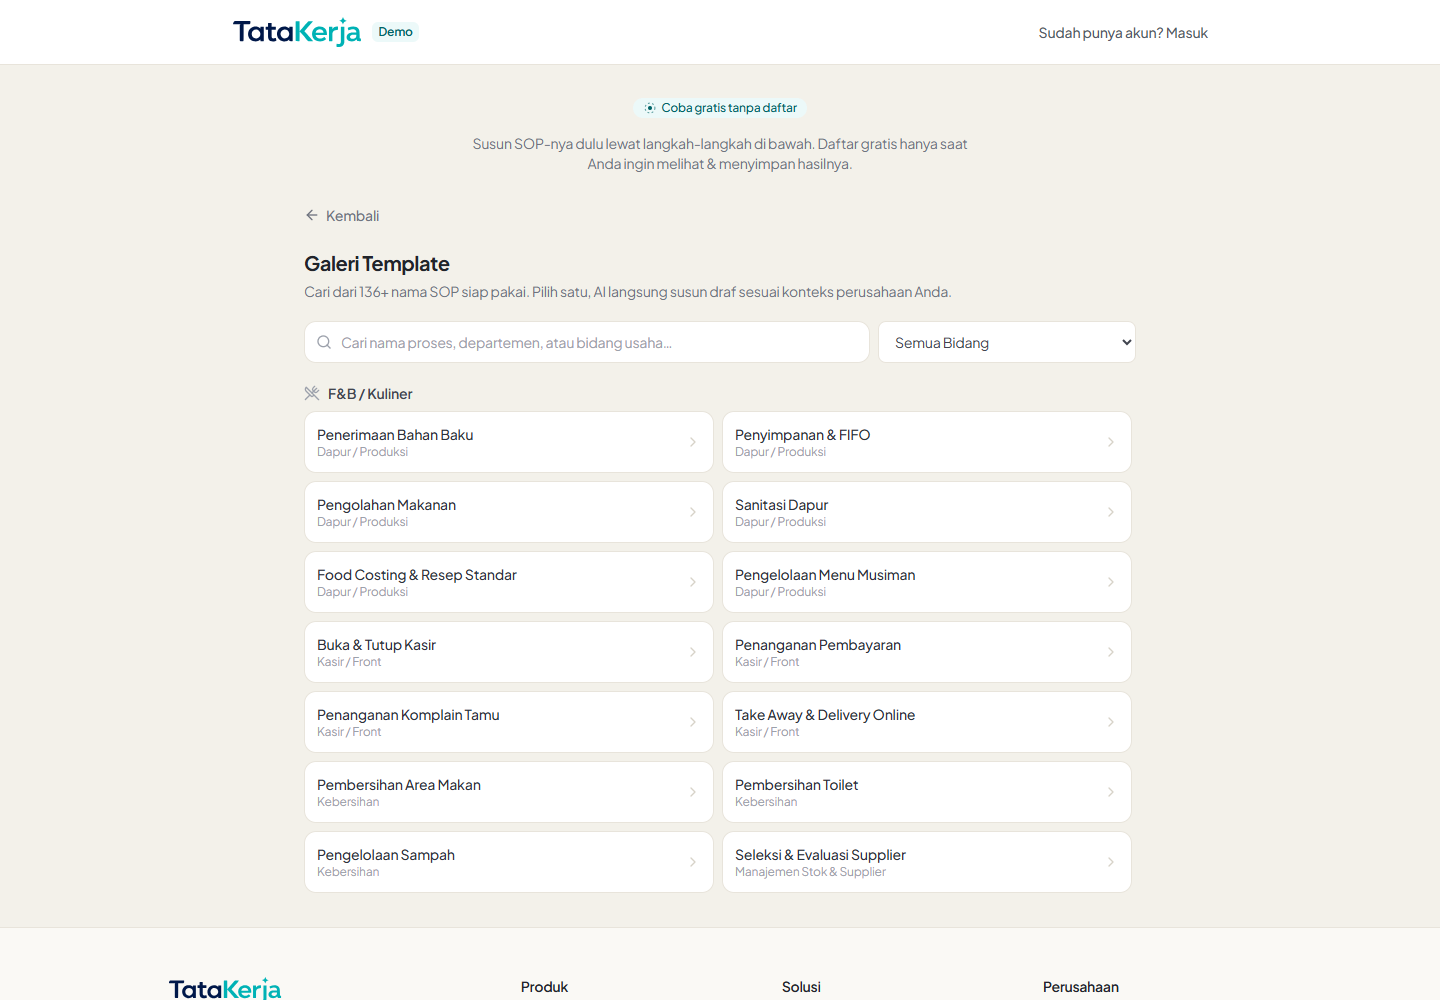 TataKerja Demo
Sudah punya akun? Masuk
Coba gratis tanpa daftar
Susun SOP-nya dulu lewat langkah-langkah di bawah. Daftar gratis hanya saat
Anda ingin melihat & menyimpan hasilnya.
Kembali
Galeri Template
Cari dari 136+ nama SOP siap pakai. Pilih satu, AI langsung susun draf sesuai konteks perusahaan Anda.
Cari nama proses, departemen, atau bidang usaha...
Semua Bidang
F&B / Kuliner
Penerimaan Bahan Baku
Dapur / Produksi
Penyimpanan & FIFO
Dapur / Produksi
Pengolahan Makanan
Dapur / Produksi
Sanitasi Dapur
Dapur / Produksi
Food Costing & Resep Standar
Dapur / Produksi
Pengelolaan Menu Musiman
Dapur / Produksi
Buka & Tutup Kasir
Kasir / Front
Penanganan Pembayaran
Kasir / Front
Penanganan Komplain Tamu
Kasir / Front
Take Away & Delivery Online
Kasir / Front
Pembersihan Area Makan
Kebersihan
Pembersihan Toilet
Kebersihan
Pengelolaan Sampah
Kebersihan
Seleksi & Evaluasi Supplier
Manajemen Stok & Supplier
TataKerja
Produk
Solusi
Perusahaan